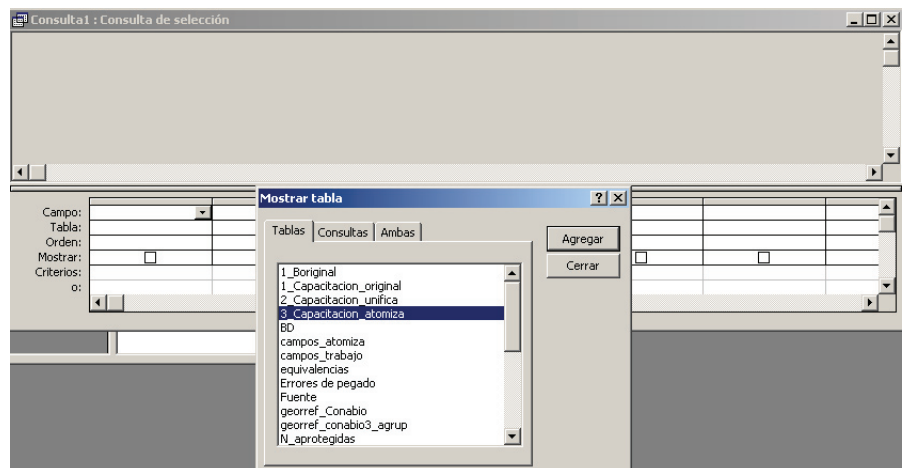 Consulta1 : Consulta de selección
Mostrar tabla
Campo:
Tabla:
Orden:
Mostrar:
Criterios:
o:
Tablas Consultas Ambas
Agregar
Cerrar
1_Boriginal
1_Capacitacion_original
2_Capacitacion_unifica
3_Capacitacion_atomiza
BD
campos_atomiza
campos_trabajo
equivalencias
Errores de pegado
Fuente
georref_Conabio
georref_conabio3_agrup
N_aprotegidas